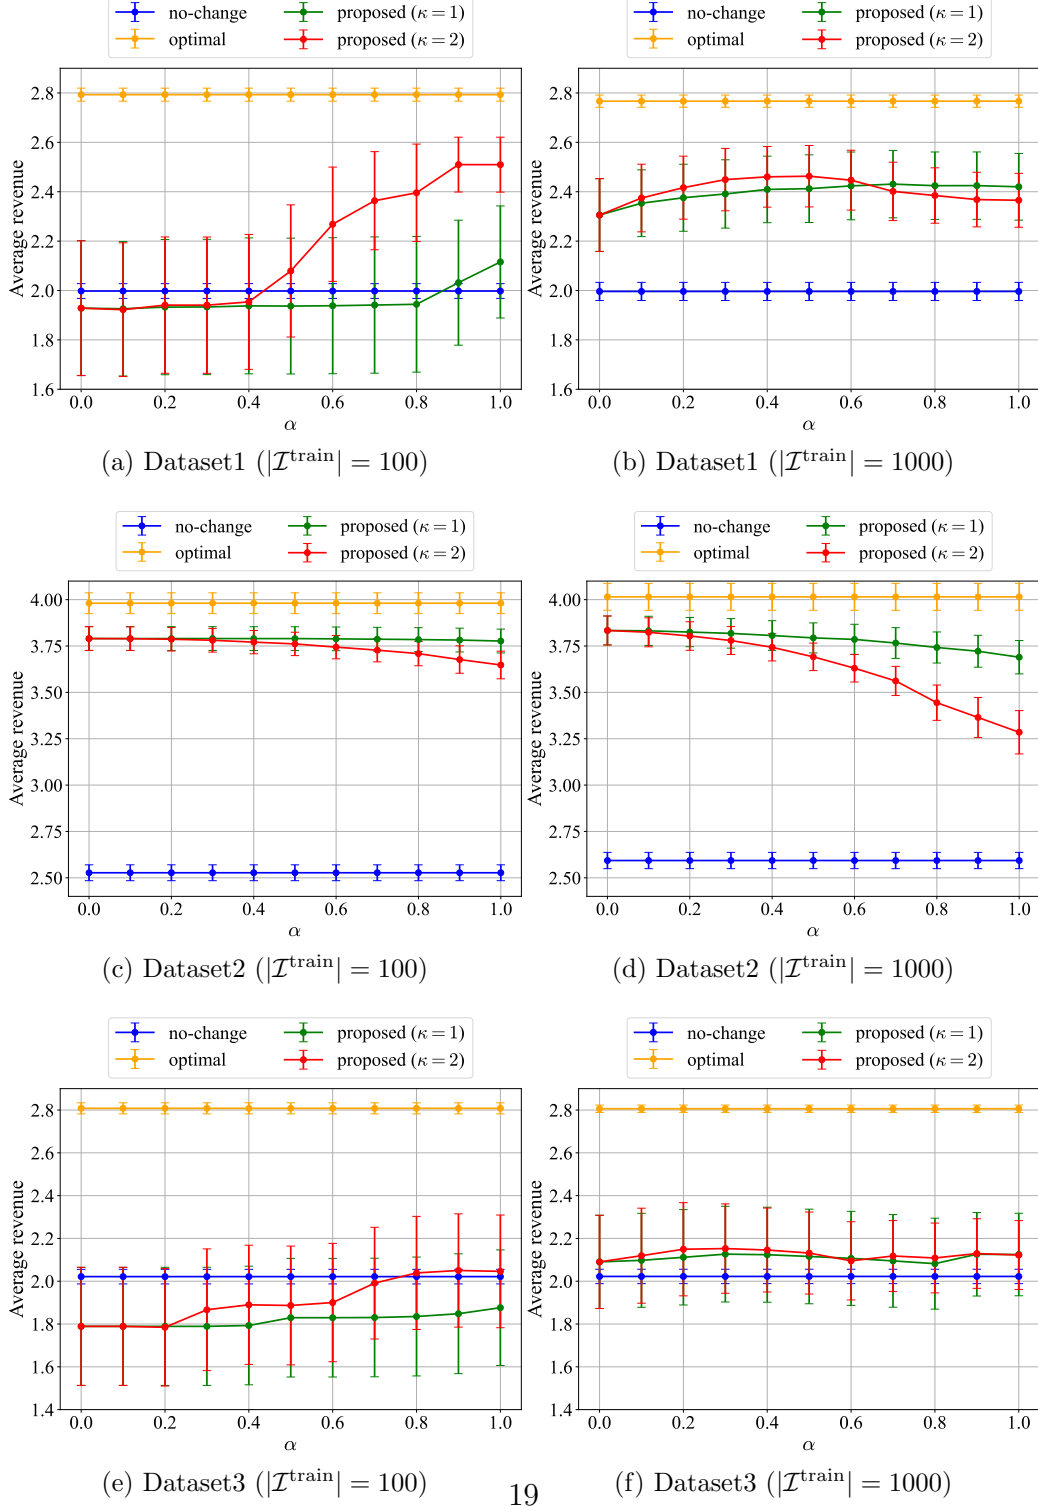 no-change proposed (κ = 1) no-change proposed (κ = 1)
optimal proposed (κ = 2) optimal proposed (κ = 2)
2.8
2.6
2.4
2.2
2.0
1.8
1.6
Average revenue
0.0 0.2 0.4 0.6 0.8 1.0
α
2.8
2.6
2.4
2.2
2.0
1.8
1.6
Average revenue
0.0 0.2 0.4 0.6 0.8 1.0
α
(a) Dataset1 (|𝓘^train| = 100) (b) Dataset1 (|𝓘^train| = 1000)
no-change proposed (κ = 1) no-change proposed (κ = 1)
optimal proposed (κ = 2) optimal proposed (κ = 2)
4.00
3.75
3.50
3.25
3.00
2.75
2.50
Average revenue
0.0 0.2 0.4 0.6 0.8 1.0
α
4.00
3.75
3.50
3.25
3.00
2.75
2.50
Average revenue
0.0 0.2 0.4 0.6 0.8 1.0
α
(c) Dataset2 (|𝓘^train| = 100) (d) Dataset2 (|𝓘^train| = 1000)
no-change proposed (κ = 1) no-change proposed (κ = 1)
optimal proposed (κ = 2) optimal proposed (κ = 2)
2.8
2.6
2.4
2.2
2.0
1.8
1.6
1.4
Average revenue
0.0 0.2 0.4 0.6 0.8 1.0
α
2.8
2.6
2.4
2.2
2.0
1.8
1.6
1.4
Average revenue
0.0 0.2 0.4 0.6 0.8 1.0
α
(e) Dataset3 (|𝓘^train| = 100) (f) Dataset3 (|𝓘^train| = 1000)
19